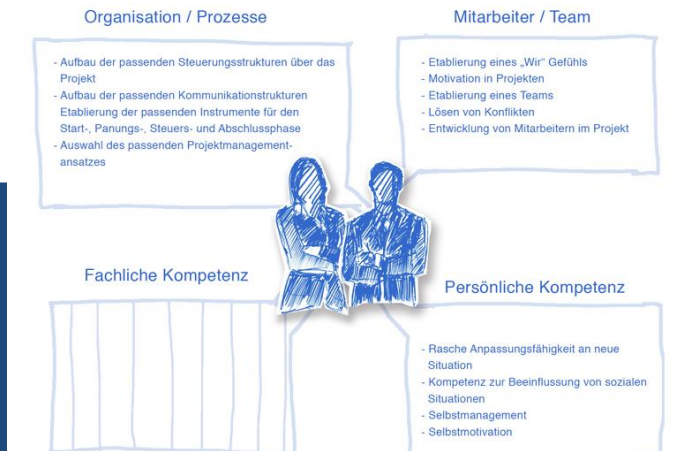 Organisation / Prozesse
- Aufbau der passenden Steuerungsstrukturen über das
Projekt
- Aufbau der passenden Kommunikationstrukturen
Etablierung der passenden Instrumente für den
Start-, Panungs-, Steuers- und Abschlussphase
- Auswahl des passenden Projektmanagement-
ansatzes
Mitarbeiter / Team
- Etablierung eines „Wir“ Gefühls
- Motivation in Projekten
- Etablierung eines Teams
- Lösen von Konflikten
- Entwicklung von Mitarbeitern im Projekt
Fachliche Kompetenz
Persönliche Kompetenz
- Rasche Anpassungsfähigkeit an neue
Situation
- Kompetenz zur Beeinflussung von sozialen
Situationen
- Selbstmanagement
- Selbstmotivation